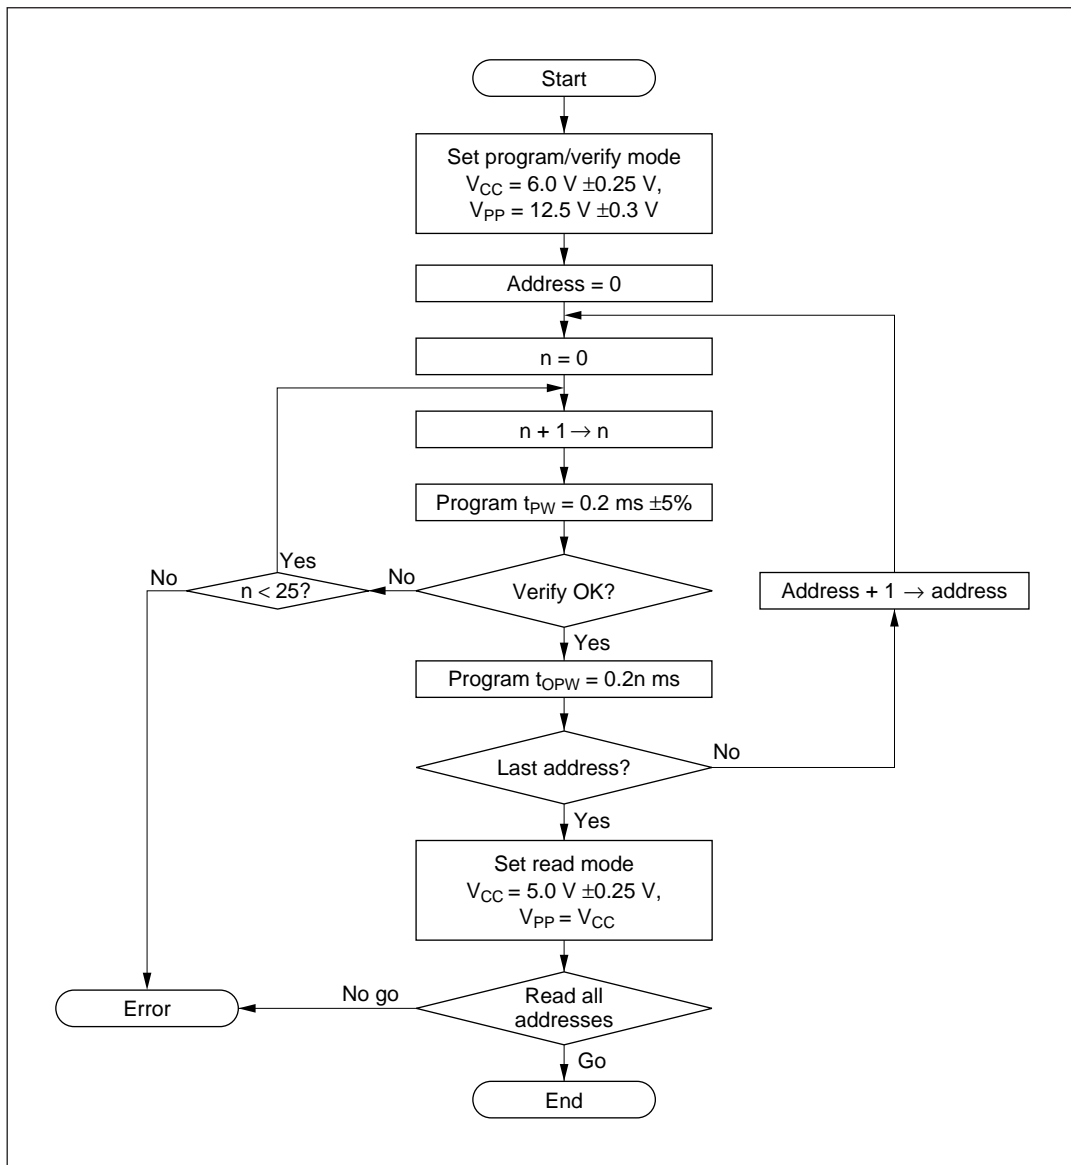 Start
Set program/verify mode
VCC = 6.0 V ±0.25 V,
VPP = 12.5 V ±0.3 V
Address = 0
n = 0
n + 1 → n
Program tPW = 0.2 ms ±5%
No
Yes
n < 25?
No
Verify OK?
Address + 1 → address
Yes
Program tOPW = 0.2n ms
Last address?
No
Yes
Set read mode
VCC = 5.0 V ±0.25 V,
VPP = VCC
Error
No go
Read all
addresses
Go
End